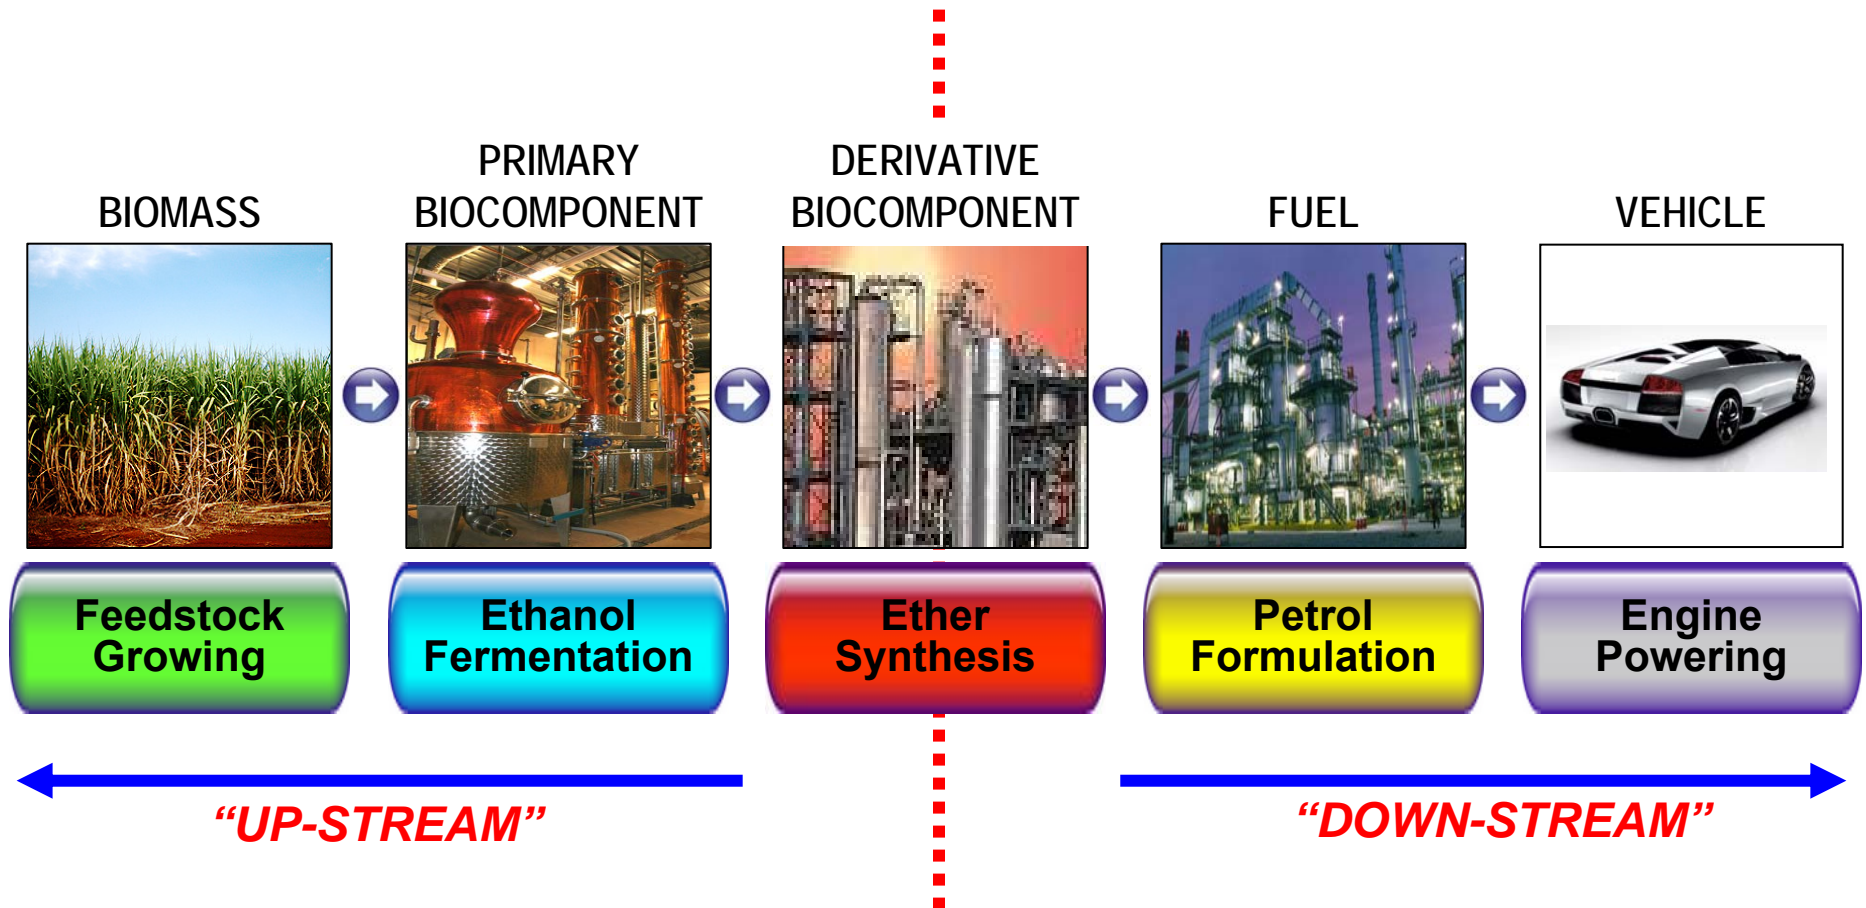 BIOMASS
PRIMARY
BIOCOMPONENT
DERIVATIVE
BIOCOMPONENT
FUEL
VEHICLE
Feedstock
Growing
Ethanol
Fermentation
Ether
Synthesis
Petrol
Formulation
Engine
Powering
“UP-STREAM”
“DOWN-STREAM”